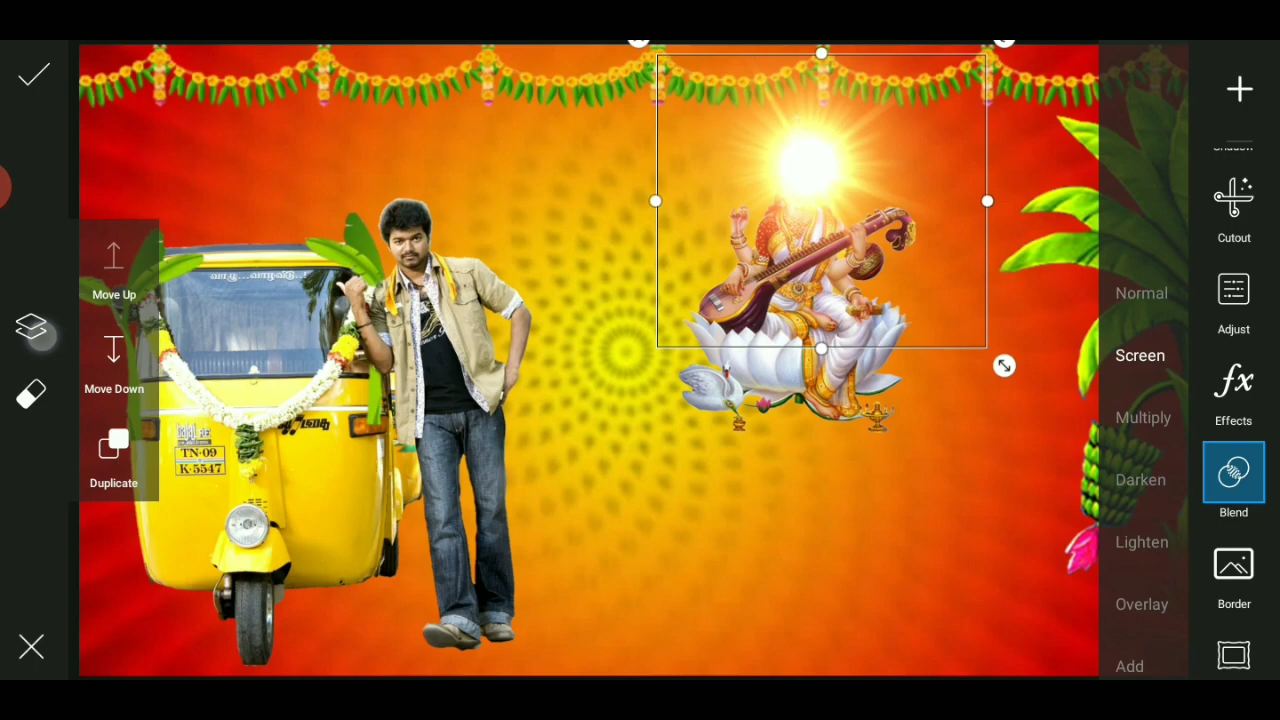 Move Up
Move Down
Duplicate
வாழு...வாழவிடு..!
TN-09
K-5547
Normal
Screen
Multiply
Darken
Lighten
Overlay
Add
Cutout
Adjust
fx
Effects
Blend
Border